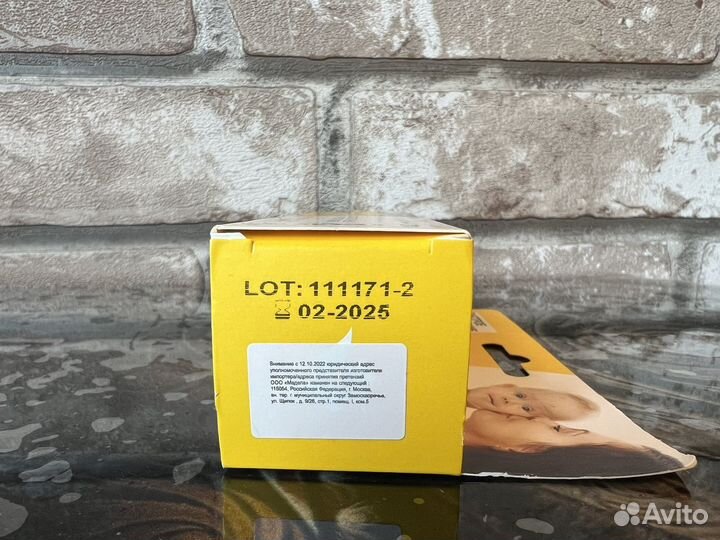 LOT: 111171-2
02-2025
Внимание с 12.10.2022 юридический адрес
уполномоченного представителя изготовителя
импортера/адреса принятия претензий
ООО «Медела» изменен на следующий :
115054, Российская Федерация, г. Москва,
вн. тер. г. муниципальный округ Замоскворечье,
ул. Щипок , д. 9/26, стр.1, помещ. I, ком.5
Avito